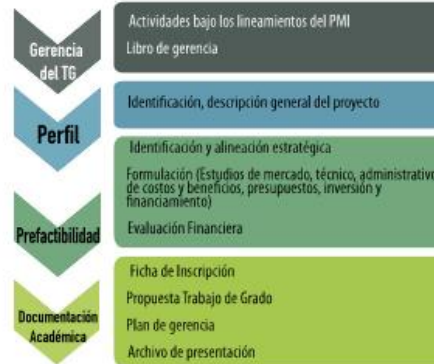 Gerencia
del TG
Actividades bajo los lineamientos del PMI
Libro de gerencia
Perfil
Identificación, descripción general del proyecto
Prefactibilidad
Identificación y alineación estratégica
Formulación (Estudios de mercado, técnico, administrativo
de costos y beneficios, presupuestos, inversión y
financiamiento)
Evaluación Financiera
Documentación
Académica
Ficha de Inscripción
Propuesta Trabajo de Grado
Plan de gerencia
Archivo de presentación